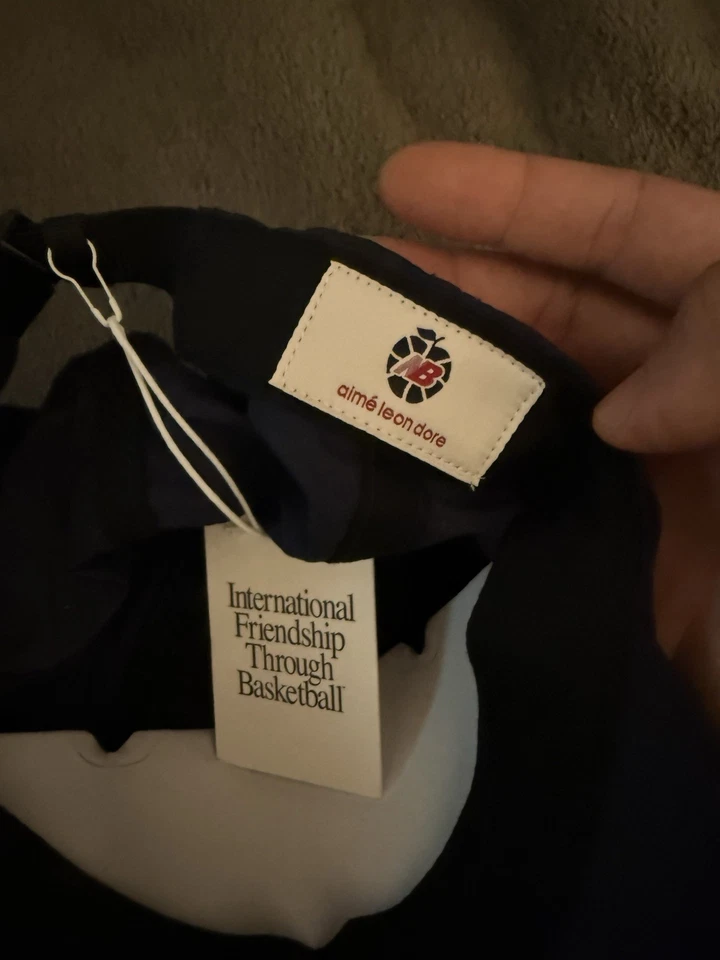 NB
aimé leon dore
International
Friendship
Through
Basketball